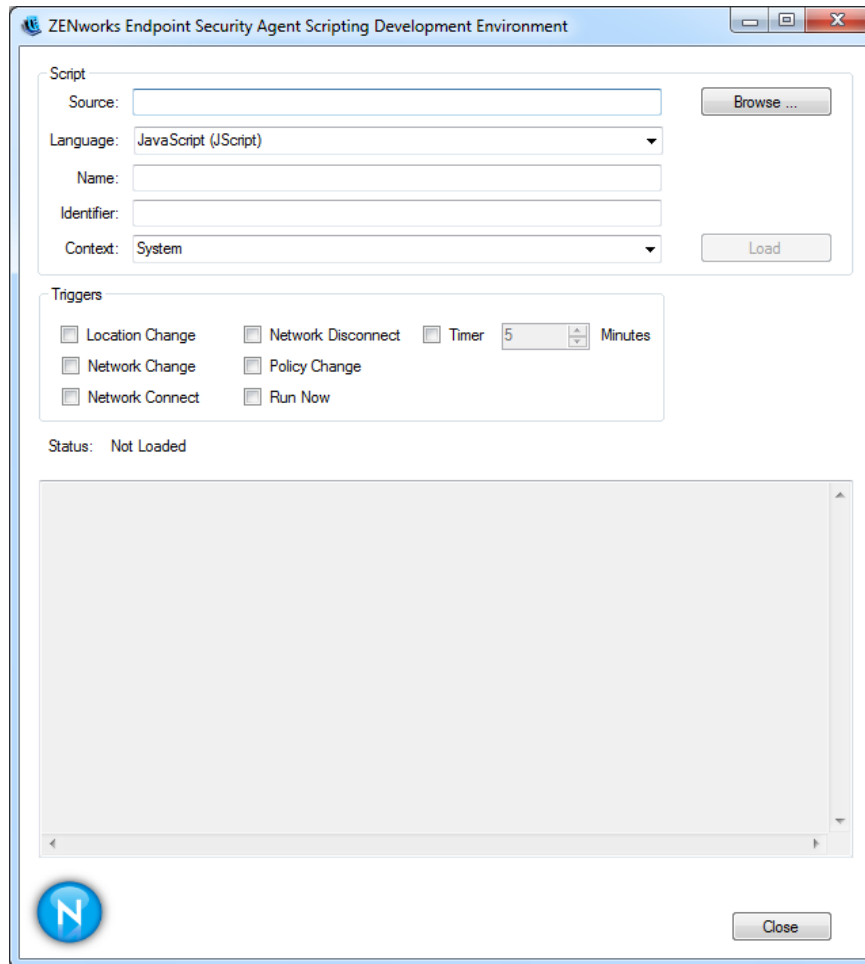 ZENworks Endpoint Security Agent Scripting Development Environment
Script
Source: Browse ...
Language: JavaScript (JScript)
Name:
Identifier:
Context: System Load
Triggers
Location Change Network Disconnect Timer 5 Minutes
Network Change Policy Change
Network Connect Run Now
Status: Not Loaded
N
Close